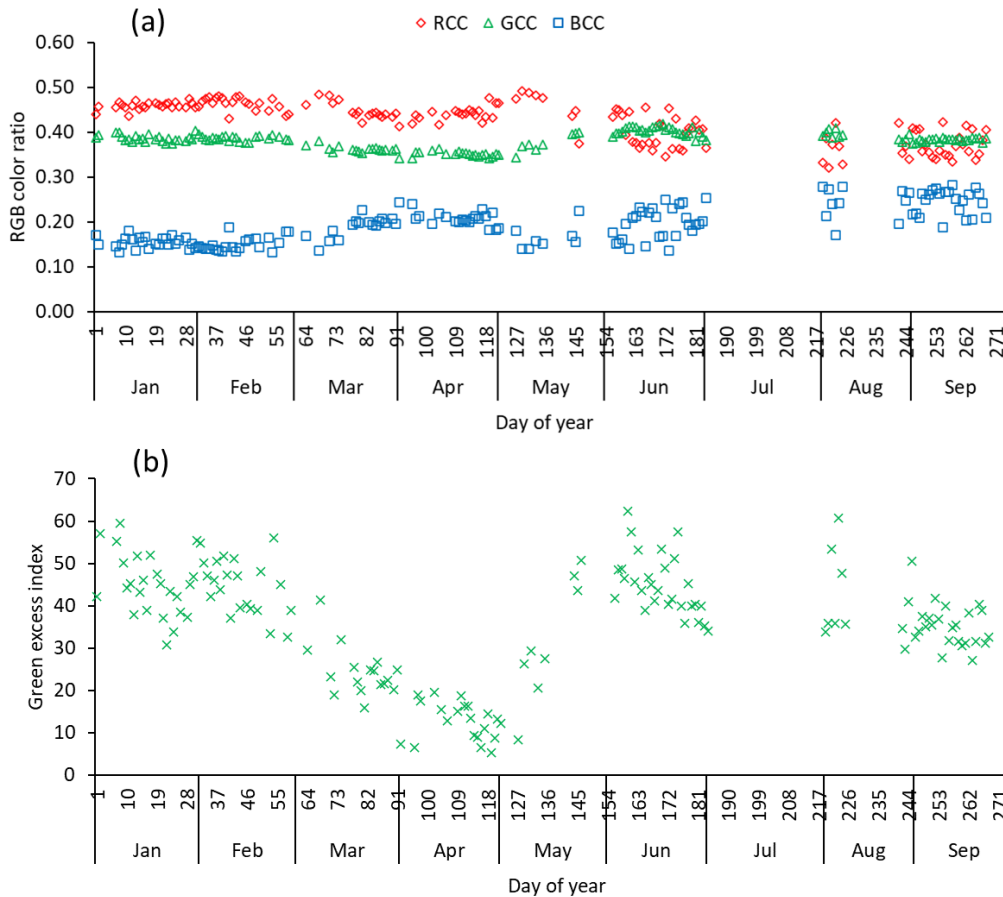 (a)
RCC GCC BCC
RGB color ratio
0.60
0.50
0.40
0.30
0.20
0.10
0.00
1 10 19 28 37 46 55 64 73 82 91 100 109 118 127 136 145 154 163 172 181 190 199 208 217 226 235 244 253 262 271
Jan Feb Mar Apr May Jun Jul Aug Sep
Day of year
(b)
Green excess index
70
60
50
40
30
20
10
0
1 10 19 28 37 46 55 64 73 82 91 100 109 118 127 136 145 154 163 172 181 190 199 208 217 226 235 244 253 262 271
Jan Feb Mar Apr May Jun Jul Aug Sep
Day of year